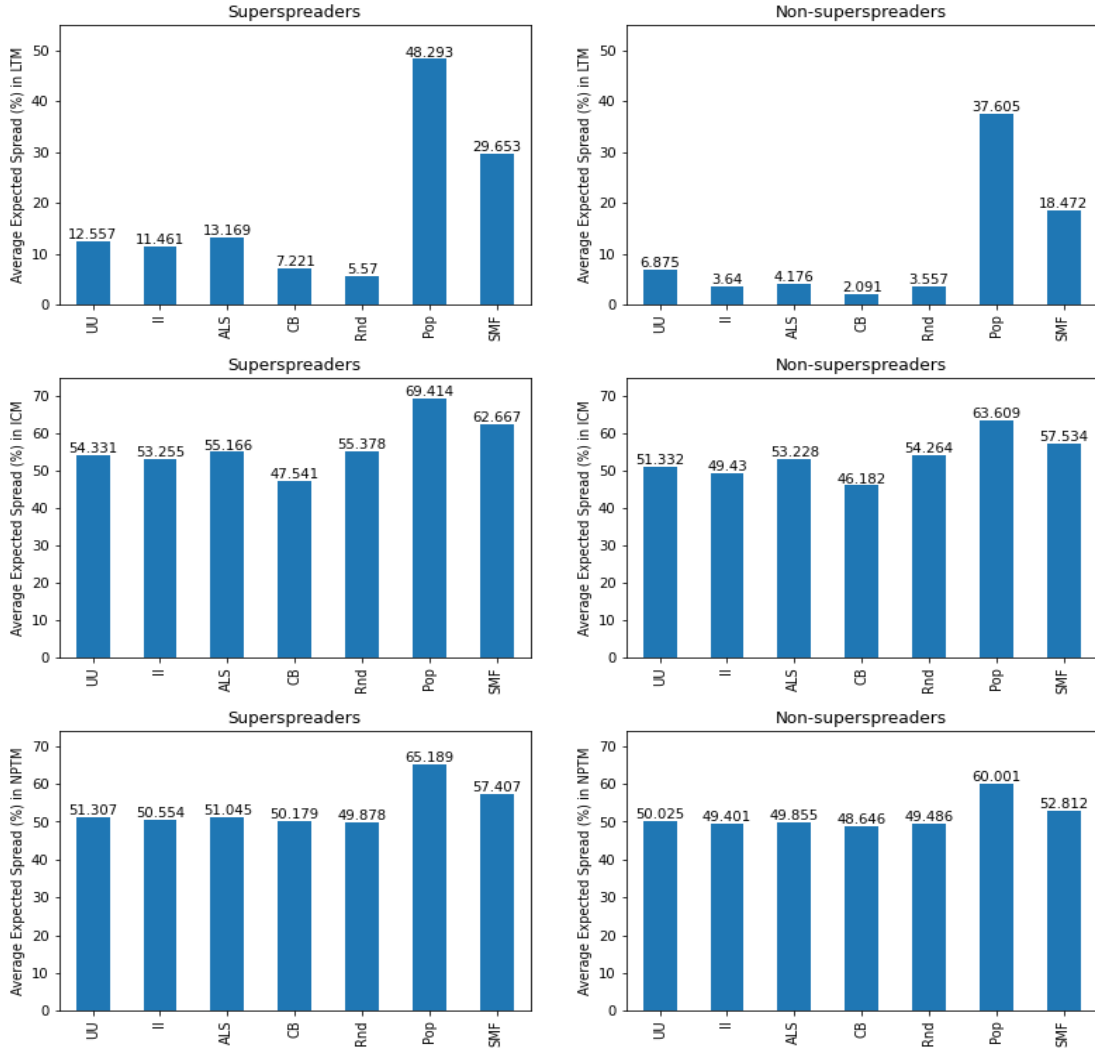 Superspreaders
Average Expected Spread (%) in LTM
50
40
30
20
10
0
12.557
11.461
13.169
7.221
5.57
48.293
29.653
UU
II
ALS
CB
Rnd
Pop
SMF
Non-superspreaders
Average Expected Spread (%) in LTM
50
40
30
20
10
0
6.875
3.64
4.176
2.091
3.557
37.605
18.472
UU
II
ALS
CB
Rnd
Pop
SMF
Superspreaders
Average Expected Spread (%) in ICM
70
60
50
40
30
20
10
0
54.331
53.255
55.166
47.541
55.378
69.414
62.667
UU
II
ALS
CB
Rnd
Pop
SMF
Non-superspreaders
Average Expected Spread (%) in ICM
70
60
50
40
30
20
10
0
51.332
49.43
53.228
46.182
54.264
63.609
57.534
UU
II
ALS
CB
Rnd
Pop
SMF
Superspreaders
Average Expected Spread (%) in NPTM
70
60
50
40
30
20
10
0
51.307
50.554
51.045
50.179
49.878
65.189
57.407
UU
II
ALS
CB
Rnd
Pop
SMF
Non-superspreaders
Average Expected Spread (%) in NPTM
70
60
50
40
30
20
10
0
50.025
49.401
49.855
48.646
49.486
60.001
52.812
UU
II
ALS
CB
Rnd
Pop
SMF